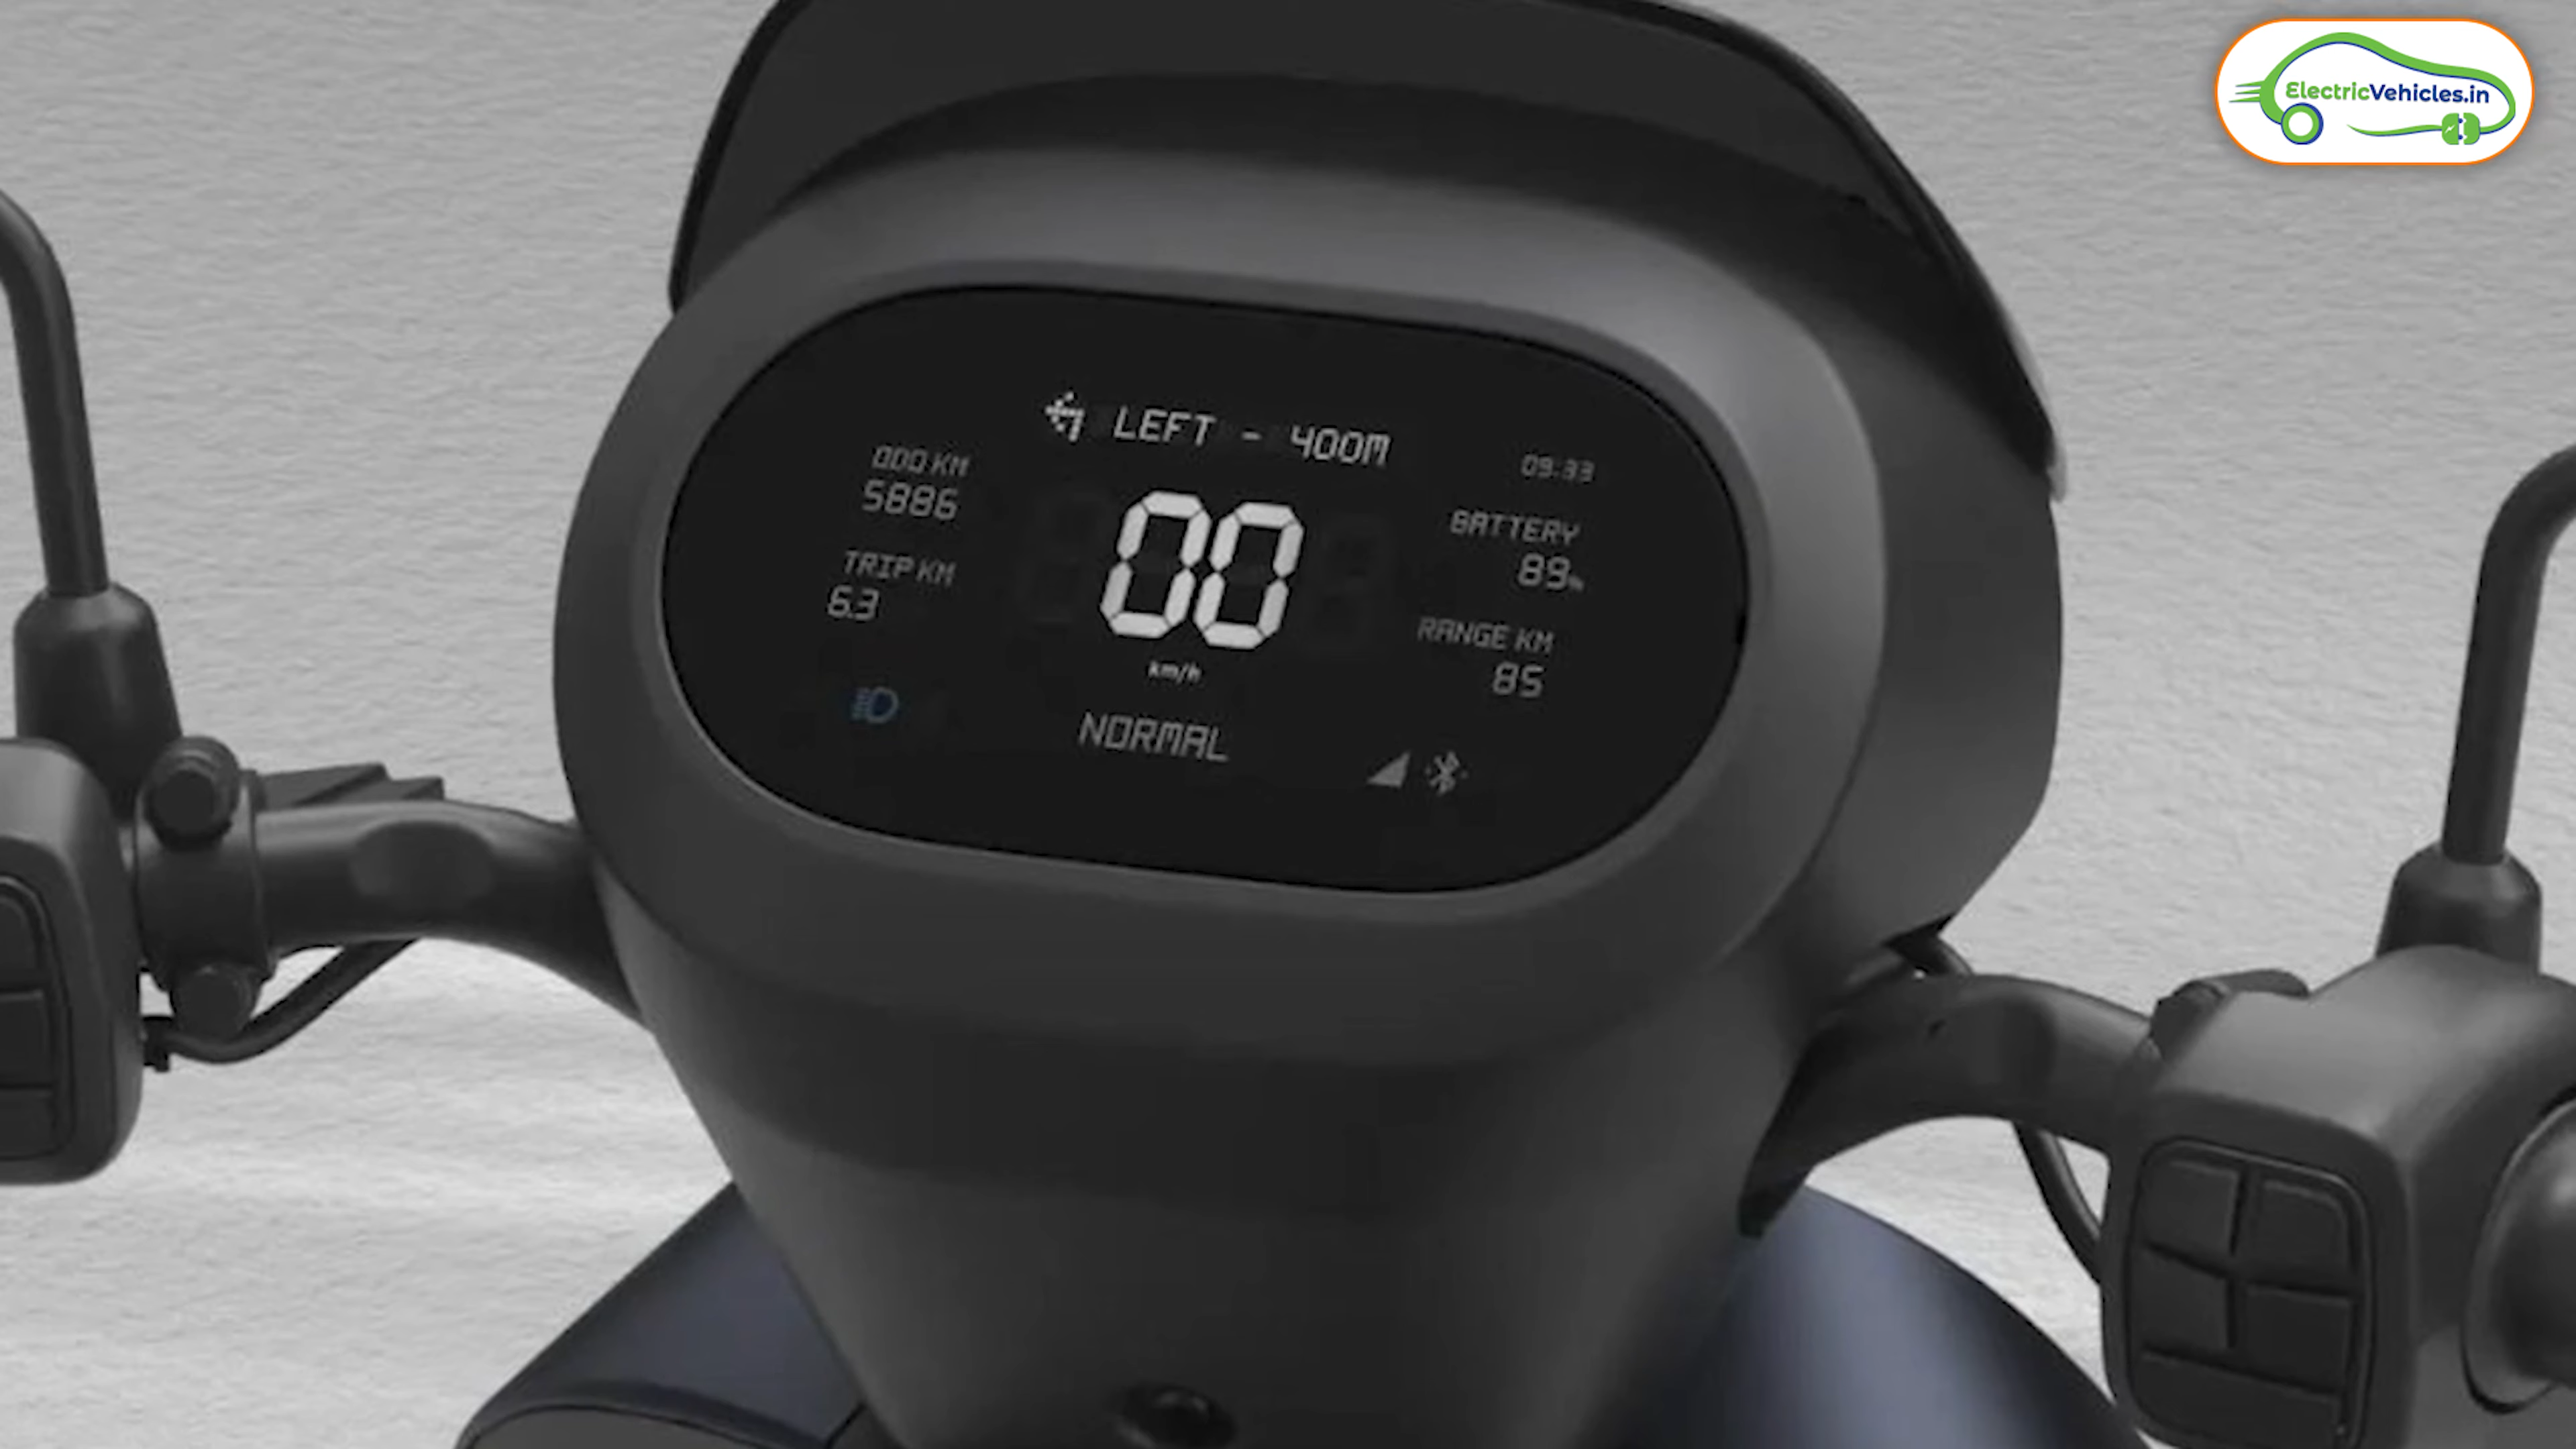 ElectricVehicles.in
LEFT - 400M
ODO KM
5886
TRIP KM
6.3
00
km/h
NORMAL
09:33
BATTERY
89%
RANGE KM
85